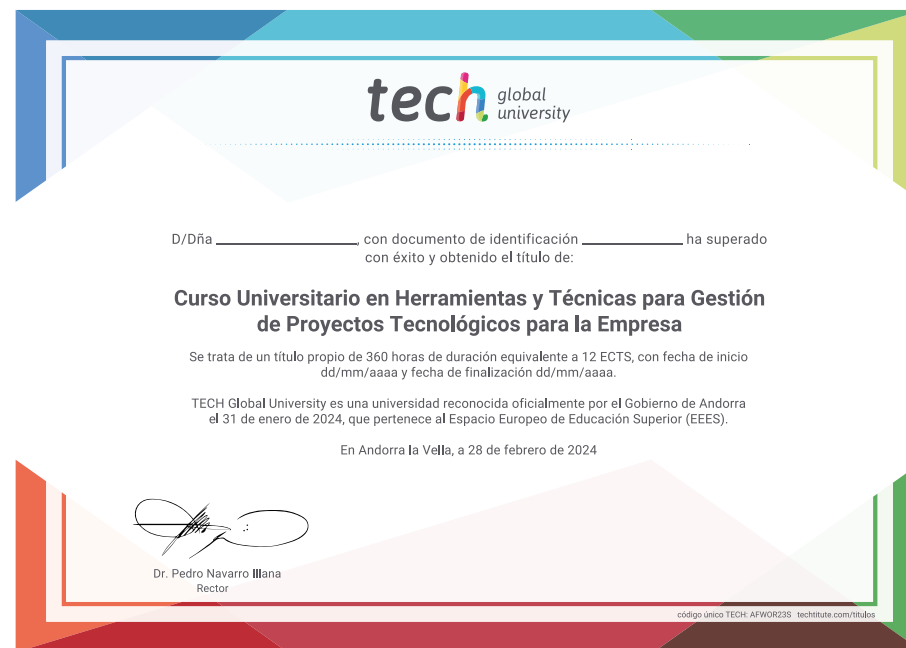 tech global university
D/Dña ____________________, con documento de identificación ______________ ha superado
con éxito y obtenido el título de:
Curso Universitario en Herramientas y Técnicas para Gestión
de Proyectos Tecnológicos para la Empresa
Se trata de un título propio de 360 horas de duración equivalente a 12 ECTS, con fecha de inicio
dd/mm/aaaa y fecha de finalización dd/mm/aaaa.
TECH Global University es una universidad reconocida oficialmente por el Gobierno de Andorra
el 31 de enero de 2024, que pertenece al Espacio Europeo de Educación Superior (EEES).
En Andorra la Vella, a 28 de febrero de 2024
Dr. Pedro Navarro Illana
Rector
código único TECH: AFWOR23S techtitute.com/titulos